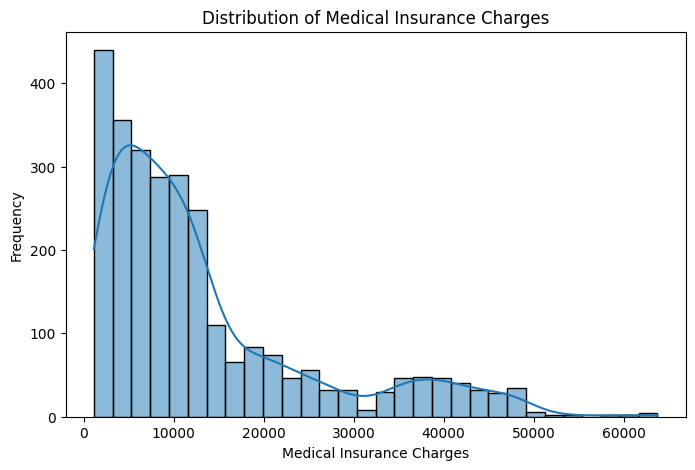 Distribution of Medical Insurance Charges
400
300
200
100
0
Frequency
0 10000 20000 30000 40000 50000 60000
Medical Insurance Charges